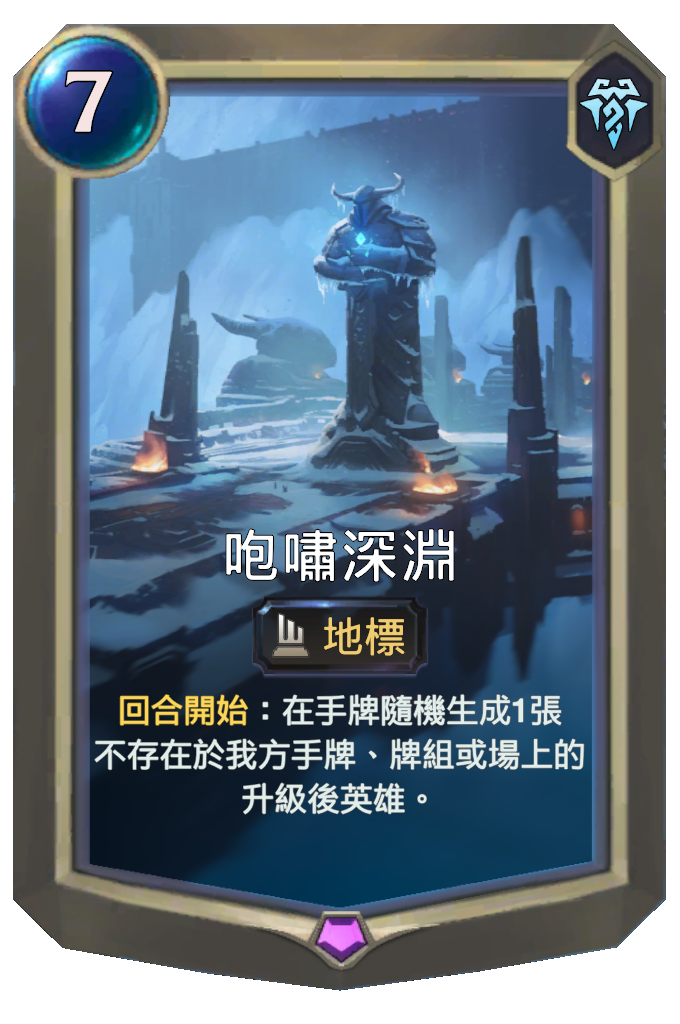 7
咆嘯深淵
地標
回合開始：在手牌隨機生成1張
不存在於我方手牌、牌組或場上的
升級後英雄。